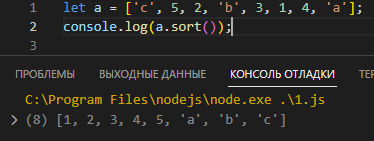 1 let a = ['c', 5, 2, 'b', 3, 1, 4, 'a'];
2 console.log(a.sort());
3
ПРОБЛЕМЫ ВЫХОДНЫЕ ДАННЫЕ КОНСОЛЬ ОТЛАДКИ
C:\Program Files\nodejs\node.exe .\1.js
> (8) [1, 2, 3, 4, 5, 'a', 'b', 'c']